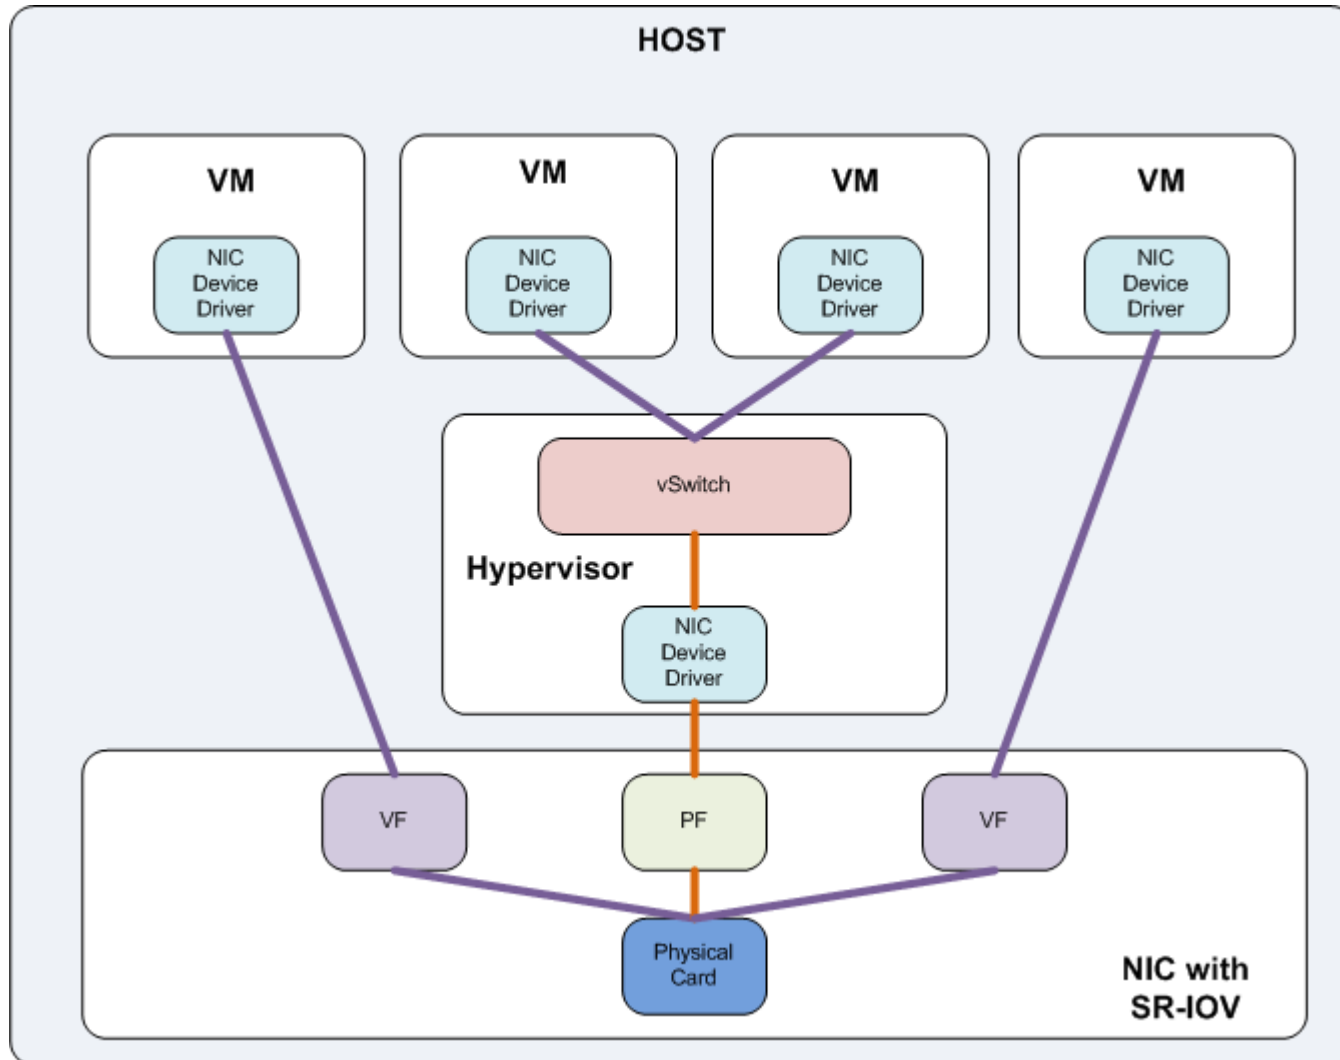 HOST
VM
NIC
Device
Driver
VM
NIC
Device
Driver
VM
NIC
Device
Driver
VM
NIC
Device
Driver
vSwitch
Hypervisor
NIC
Device
Driver
VF
PF
VF
Physical
Card
NIC with
SR-IOV